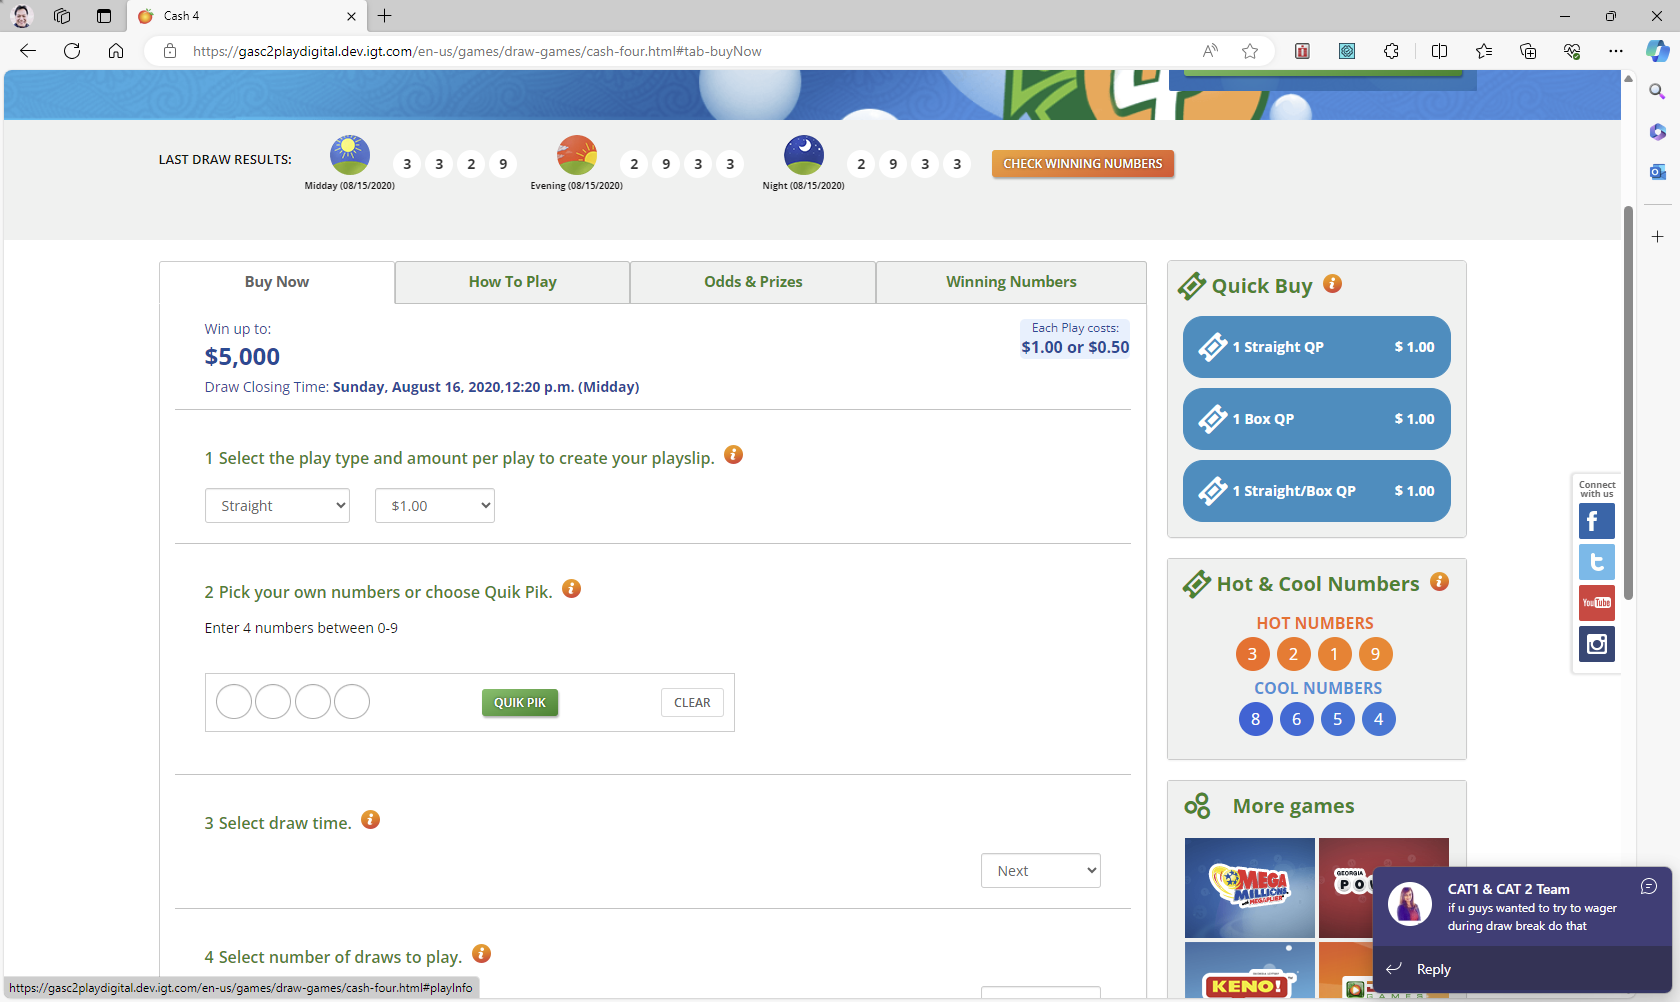 Cash 4
https://gasc2playdigital.dev.igt.com/en-us/games/draw-games/cash-four.html#tab-buyNow
LAST DRAW RESULTS:
3 3 2 9
Midday (08/15/2020)
2 9 3 3
Evening (08/15/2020)
2 9 3 3
Night (08/15/2020)
CHECK WINNING NUMBERS
Buy Now
How To Play
Odds & Prizes
Winning Numbers
Win up to:
$5,000
Each Play costs:
$1.00 or $0.50
Draw Closing Time: Sunday, August 16, 2020,12:20 p.m. (Midday)
1 Select the play type and amount per play to create your playslip.
Straight
$1.00
2 Pick your own numbers or choose Quik Pik.
Enter 4 numbers between 0-9
QUIK PIK
CLEAR
3 Select draw time.
Next
4 Select number of draws to play.
https://gasc2playdigital.dev.igt.com/en-us/games/draw-games/cash-four.html#playInfo
Quick Buy
1 Straight QP $ 1.00
1 Box QP $ 1.00
1 Straight/Box QP $ 1.00
Hot & Cool Numbers
HOT NUMBERS
3 2 1 9
COOL NUMBERS
8 6 5 4
More games
MEGA
MILLIONS
MEGAPLIER
GEORGIA
KENO!
GAMES
Connect
with us
YouTube
CAT1 & CAT 2 Team
if u guys wanted to try to wager
during draw break do that
Reply